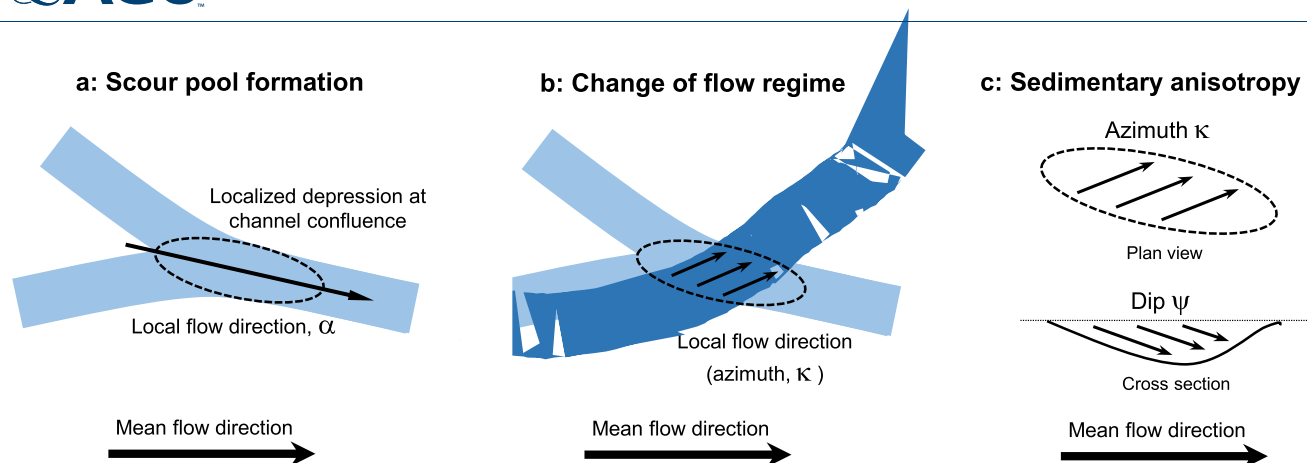 a: Scour pool formation
Localized depression at
channel confluence
Local flow direction, α
Mean flow direction
b: Change of flow regime
Local flow direction
(azimuth, κ )
Mean flow direction
c: Sedimentary anisotropy
Azimuth κ
Plan view
Dip ψ
Cross section
Mean flow direction